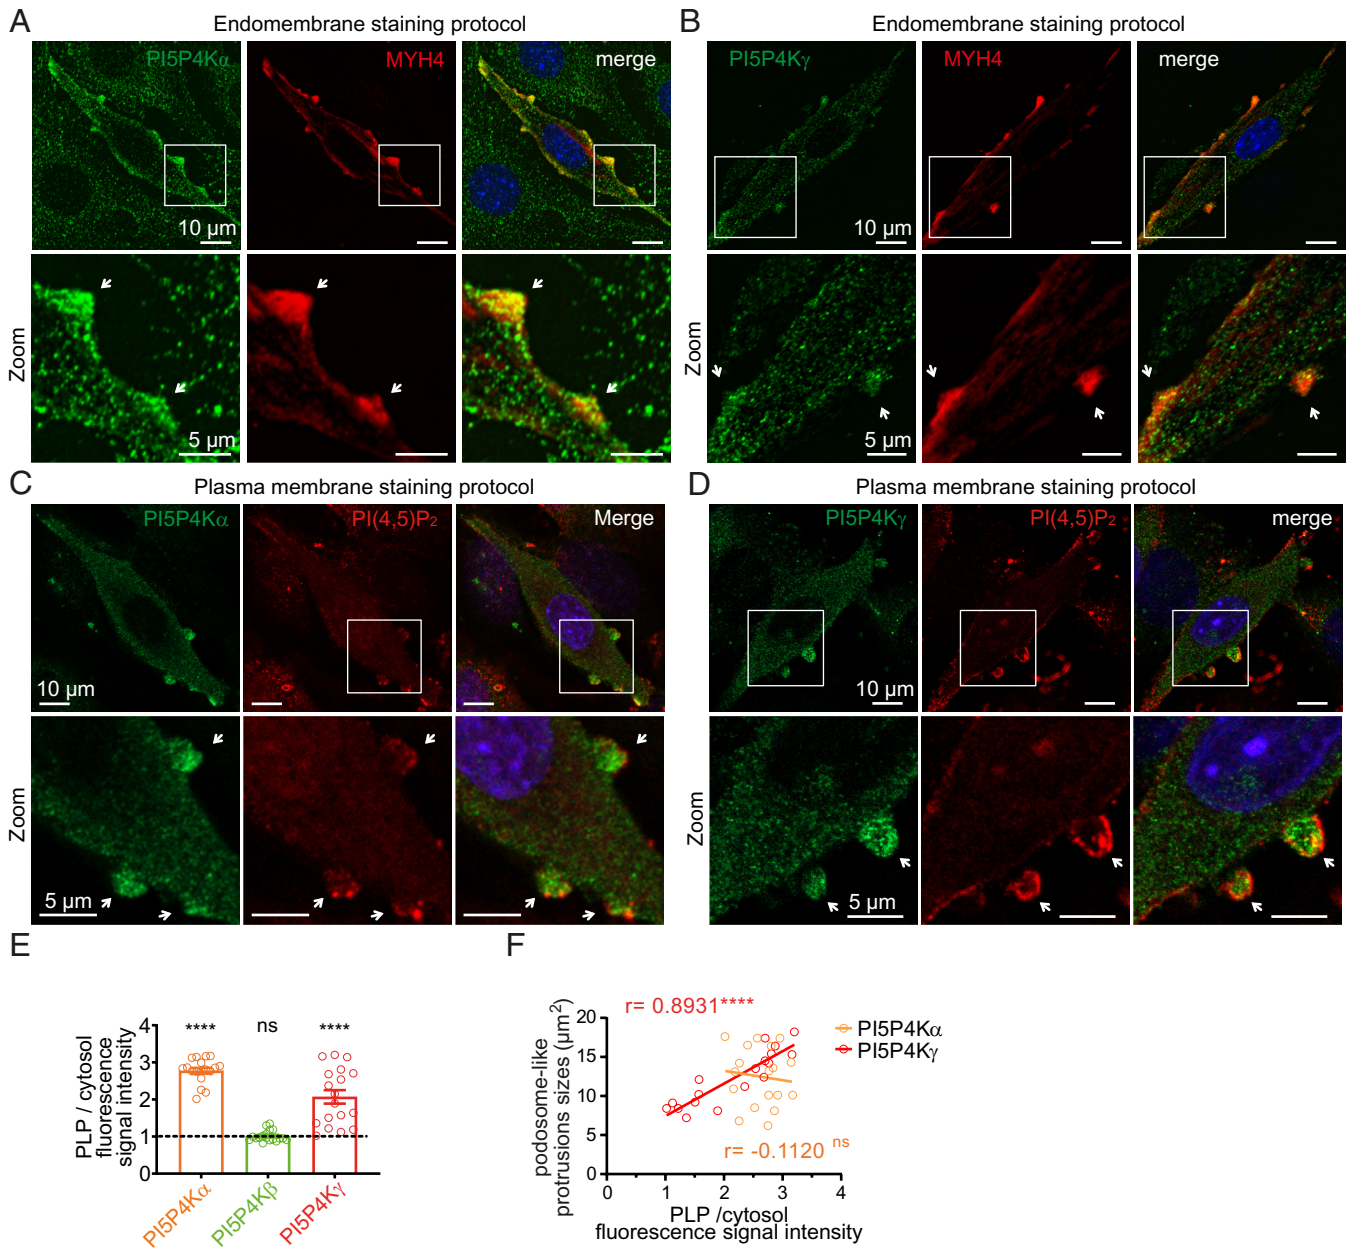 A
Endomembrane staining protocol
PI5P4Kα
MYH4
merge
10 µm
Zoom
5 µm
B
Endomembrane staining protocol
PI5P4Kγ
MYH4
merge
10 µm
Zoom
5 µm
C
Plasma membrane staining protocol
PI5P4Kα
PI(4,5)P₂
Merge
10 µm
Zoom
5 µm
D
Plasma membrane staining protocol
PI5P4Kγ
PI(4,5)P₂
merge
10 µm
Zoom
5 µm
E
PLP / cytosol
fluorescence
signal intensity
4
3
2
1
0
****
ns
****
PI5P4Kα
PI5P4Kβ
PI5P4Kγ
F
podosome-like
protrusions sizes (µm²)
20
15
10
5
0
r= 0.8931****
r= -0.1120 ns
PI5P4Kα
PI5P4Kγ
0 1 2 3 4
PLP /cytosol
fluorescence signal intensity